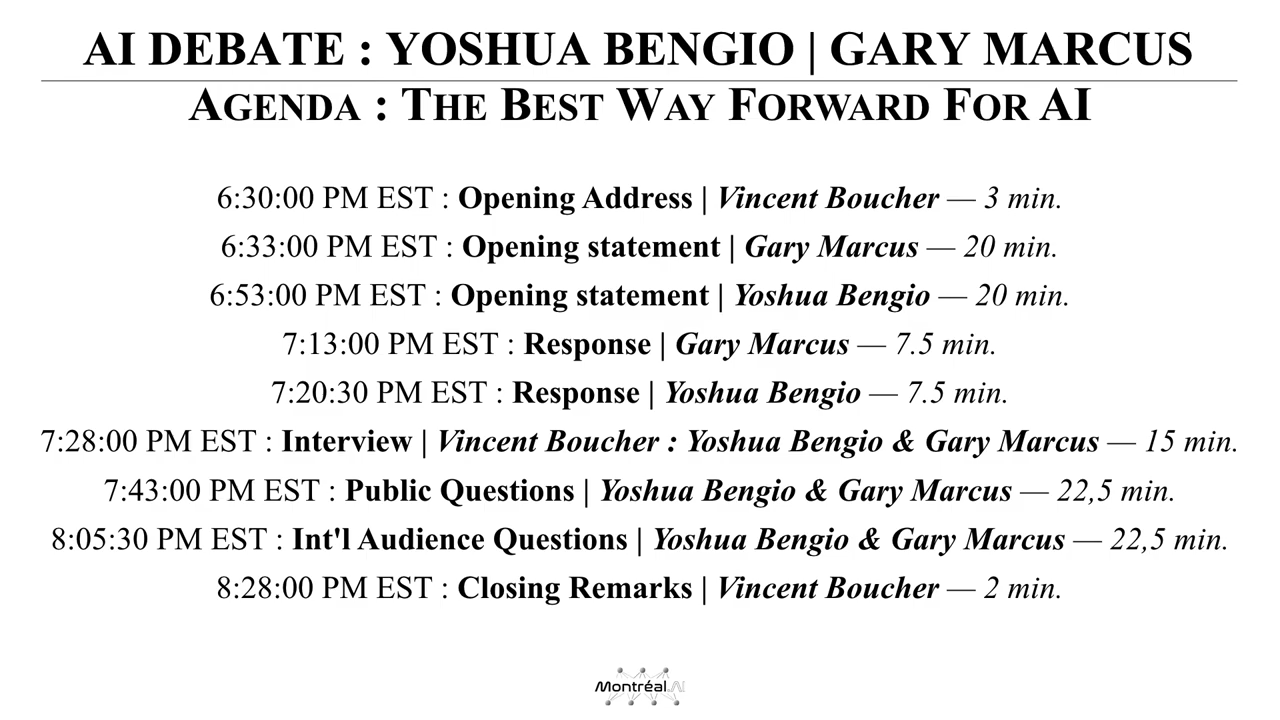 AI DEBATE : YOSHUA BENGIO | GARY MARCUS
AGENDA : THE BEST WAY FORWARD FOR AI
6:30:00 PM EST : Opening Address | Vincent Boucher — 3 min.
6:33:00 PM EST : Opening statement | Gary Marcus — 20 min.
6:53:00 PM EST : Opening statement | Yoshua Bengio — 20 min.
7:13:00 PM EST : Response | Gary Marcus — 7.5 min.
7:20:30 PM EST : Response | Yoshua Bengio — 7.5 min.
7:28:00 PM EST : Interview | Vincent Boucher : Yoshua Bengio & Gary Marcus — 15 min.
7:43:00 PM EST : Public Questions | Yoshua Bengio & Gary Marcus — 22,5 min.
8:05:30 PM EST : Int'l Audience Questions | Yoshua Bengio & Gary Marcus — 22,5 min.
8:28:00 PM EST : Closing Remarks | Vincent Boucher — 2 min.
Montréal.AI